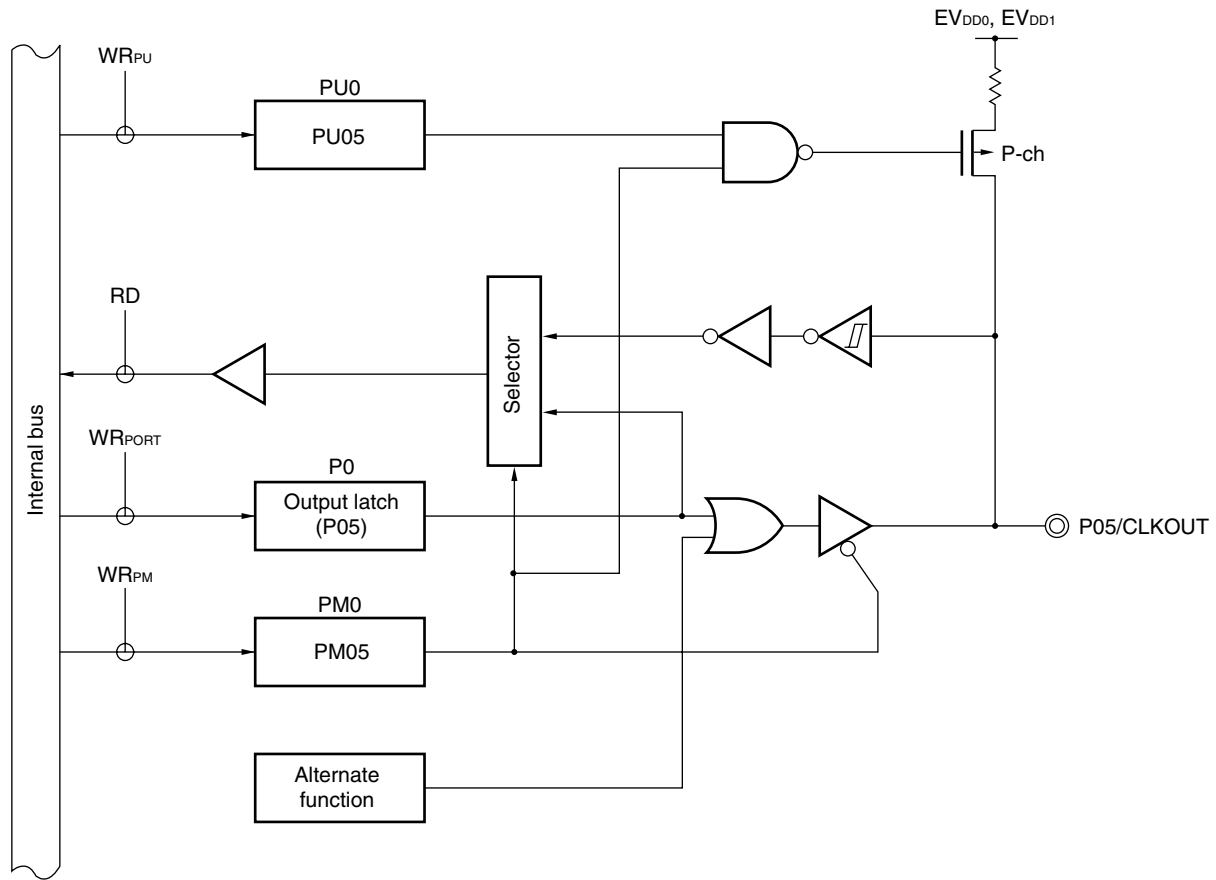 EVDD0, EVDD1
WRPU
PU0
PU05
P-ch
RD
Selector
Internal bus
WRPORT
P0
Output latch
(P05)
P05/CLKOUT
WRPM
PM0
PM05
Alternate
function